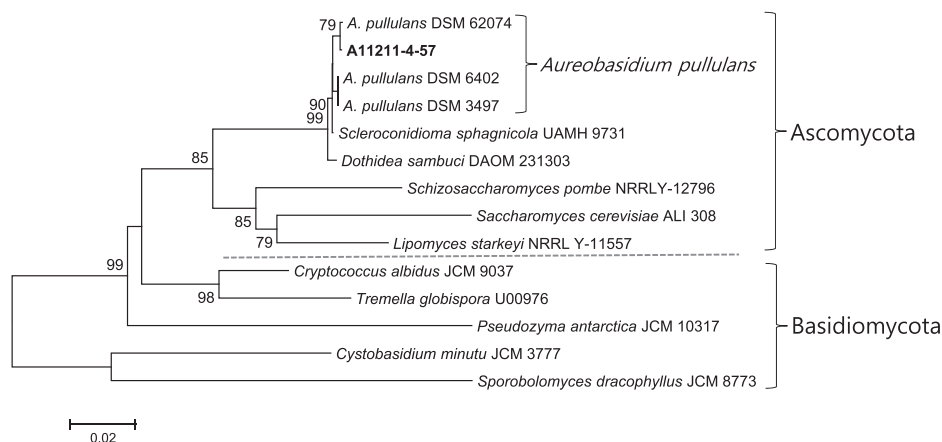 79
A. pullans DSM 62074
A11211-4-57
A. pullulans DSM 6402
A. pullulans DSM 3497
Aureobasidium pullulans
90
99
Scleroconidioma sphagnicola UAMH 9731
Dothidea sambuci DAOM 231303
Ascomycota
85
Schizosaccharomyces pombe NRRLY-12796
85
Saccharomyces cerevisiae ALI 308
79
Lipomyces starkeyi NRRL Y-11557
99
Cryptococcus albidus JCM 9037
98
Tremella globispora U00976
Pseudozyma antarctica JCM 10317
Basidiomycota
Cystobasidium minutu JCM 3777
Sporobolomyces dracophyllus JCM 8773
0.02